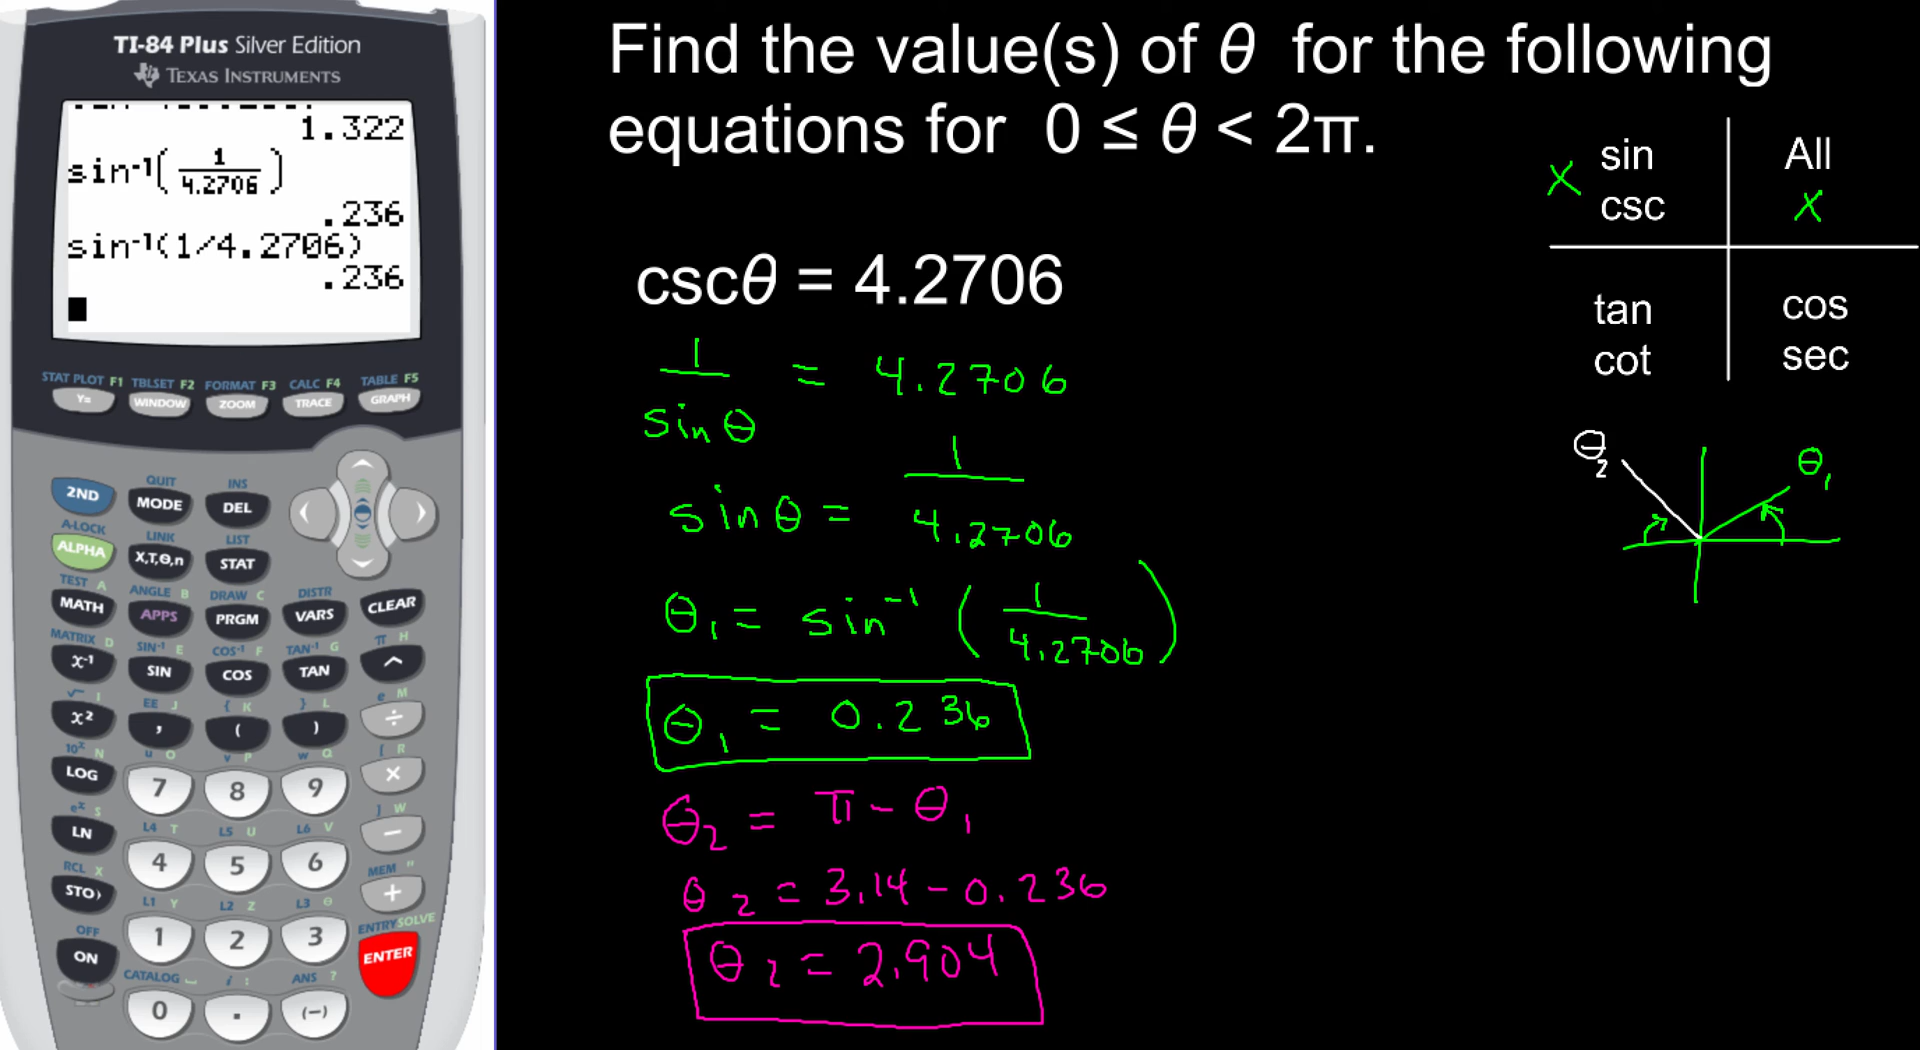 TI-84 Plus Silver Edition
TEXAS INSTRUMENTS
1.322
sin⁻¹(1/4.2706)
.236
sin⁻¹(1/4.2706)
.236
STAT PLOT F1 TBLSET F2 FORMAT F3 CALC F4 TABLE F5
Y= WINDOW ZOOM TRACE GRAPH
QUIT INS
2ND MODE DEL
A-LOCK LINK LIST
ALPHA X,T,Θ,n STAT
TEST A ANGLE B DRAW C DISTR
MATH APPS PRGM VARS CLEAR
MATRIX D SIN⁻¹ E COS⁻¹ F TAN⁻¹ G π H
x⁻¹ SIN COS TAN ^
√ I EE J { K } L e M
x² , ( ) ÷
10ˣ N u O v P w Q [ R
LOG 7 8 9 ×
eˣ S L4 T L5 U L6 V ] W
LN 4 5 6 −
RCL X L1 Y L2 Z L3 θ MEM "
STO› 1 2 3 +
OFF CATALOG i : ANS ? ENTRY SOLVE
ON 0 . (−) ENTER
Find the value(s) of θ for the following
equations for 0 ≤ θ < 2π.
X sin All
csc X
tan cos
cot sec
cscθ = 4.2706
1/sin θ = 4.2706
sin θ = 1/4.2706
θ₁ = sin⁻¹ (1/4.2706)
θ₁ = 0.236
θ₂ = π − θ₁
θ₂ = 3.14 − 0.236
θ₂ = 2.904
θ₂ θ₁